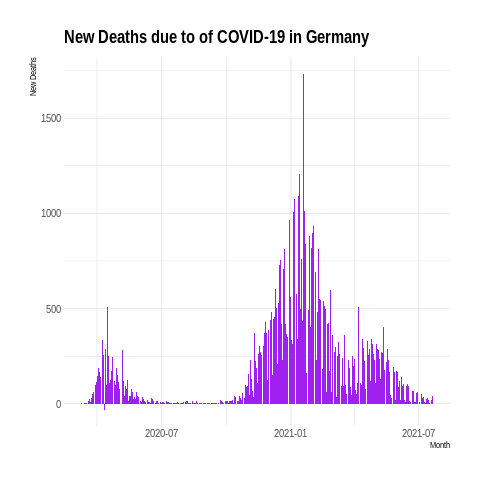 New Deaths due to of COVID-19 in Germany
New Deaths
1500
1000
500
0
2020-07
2021-01
2021-07
Month